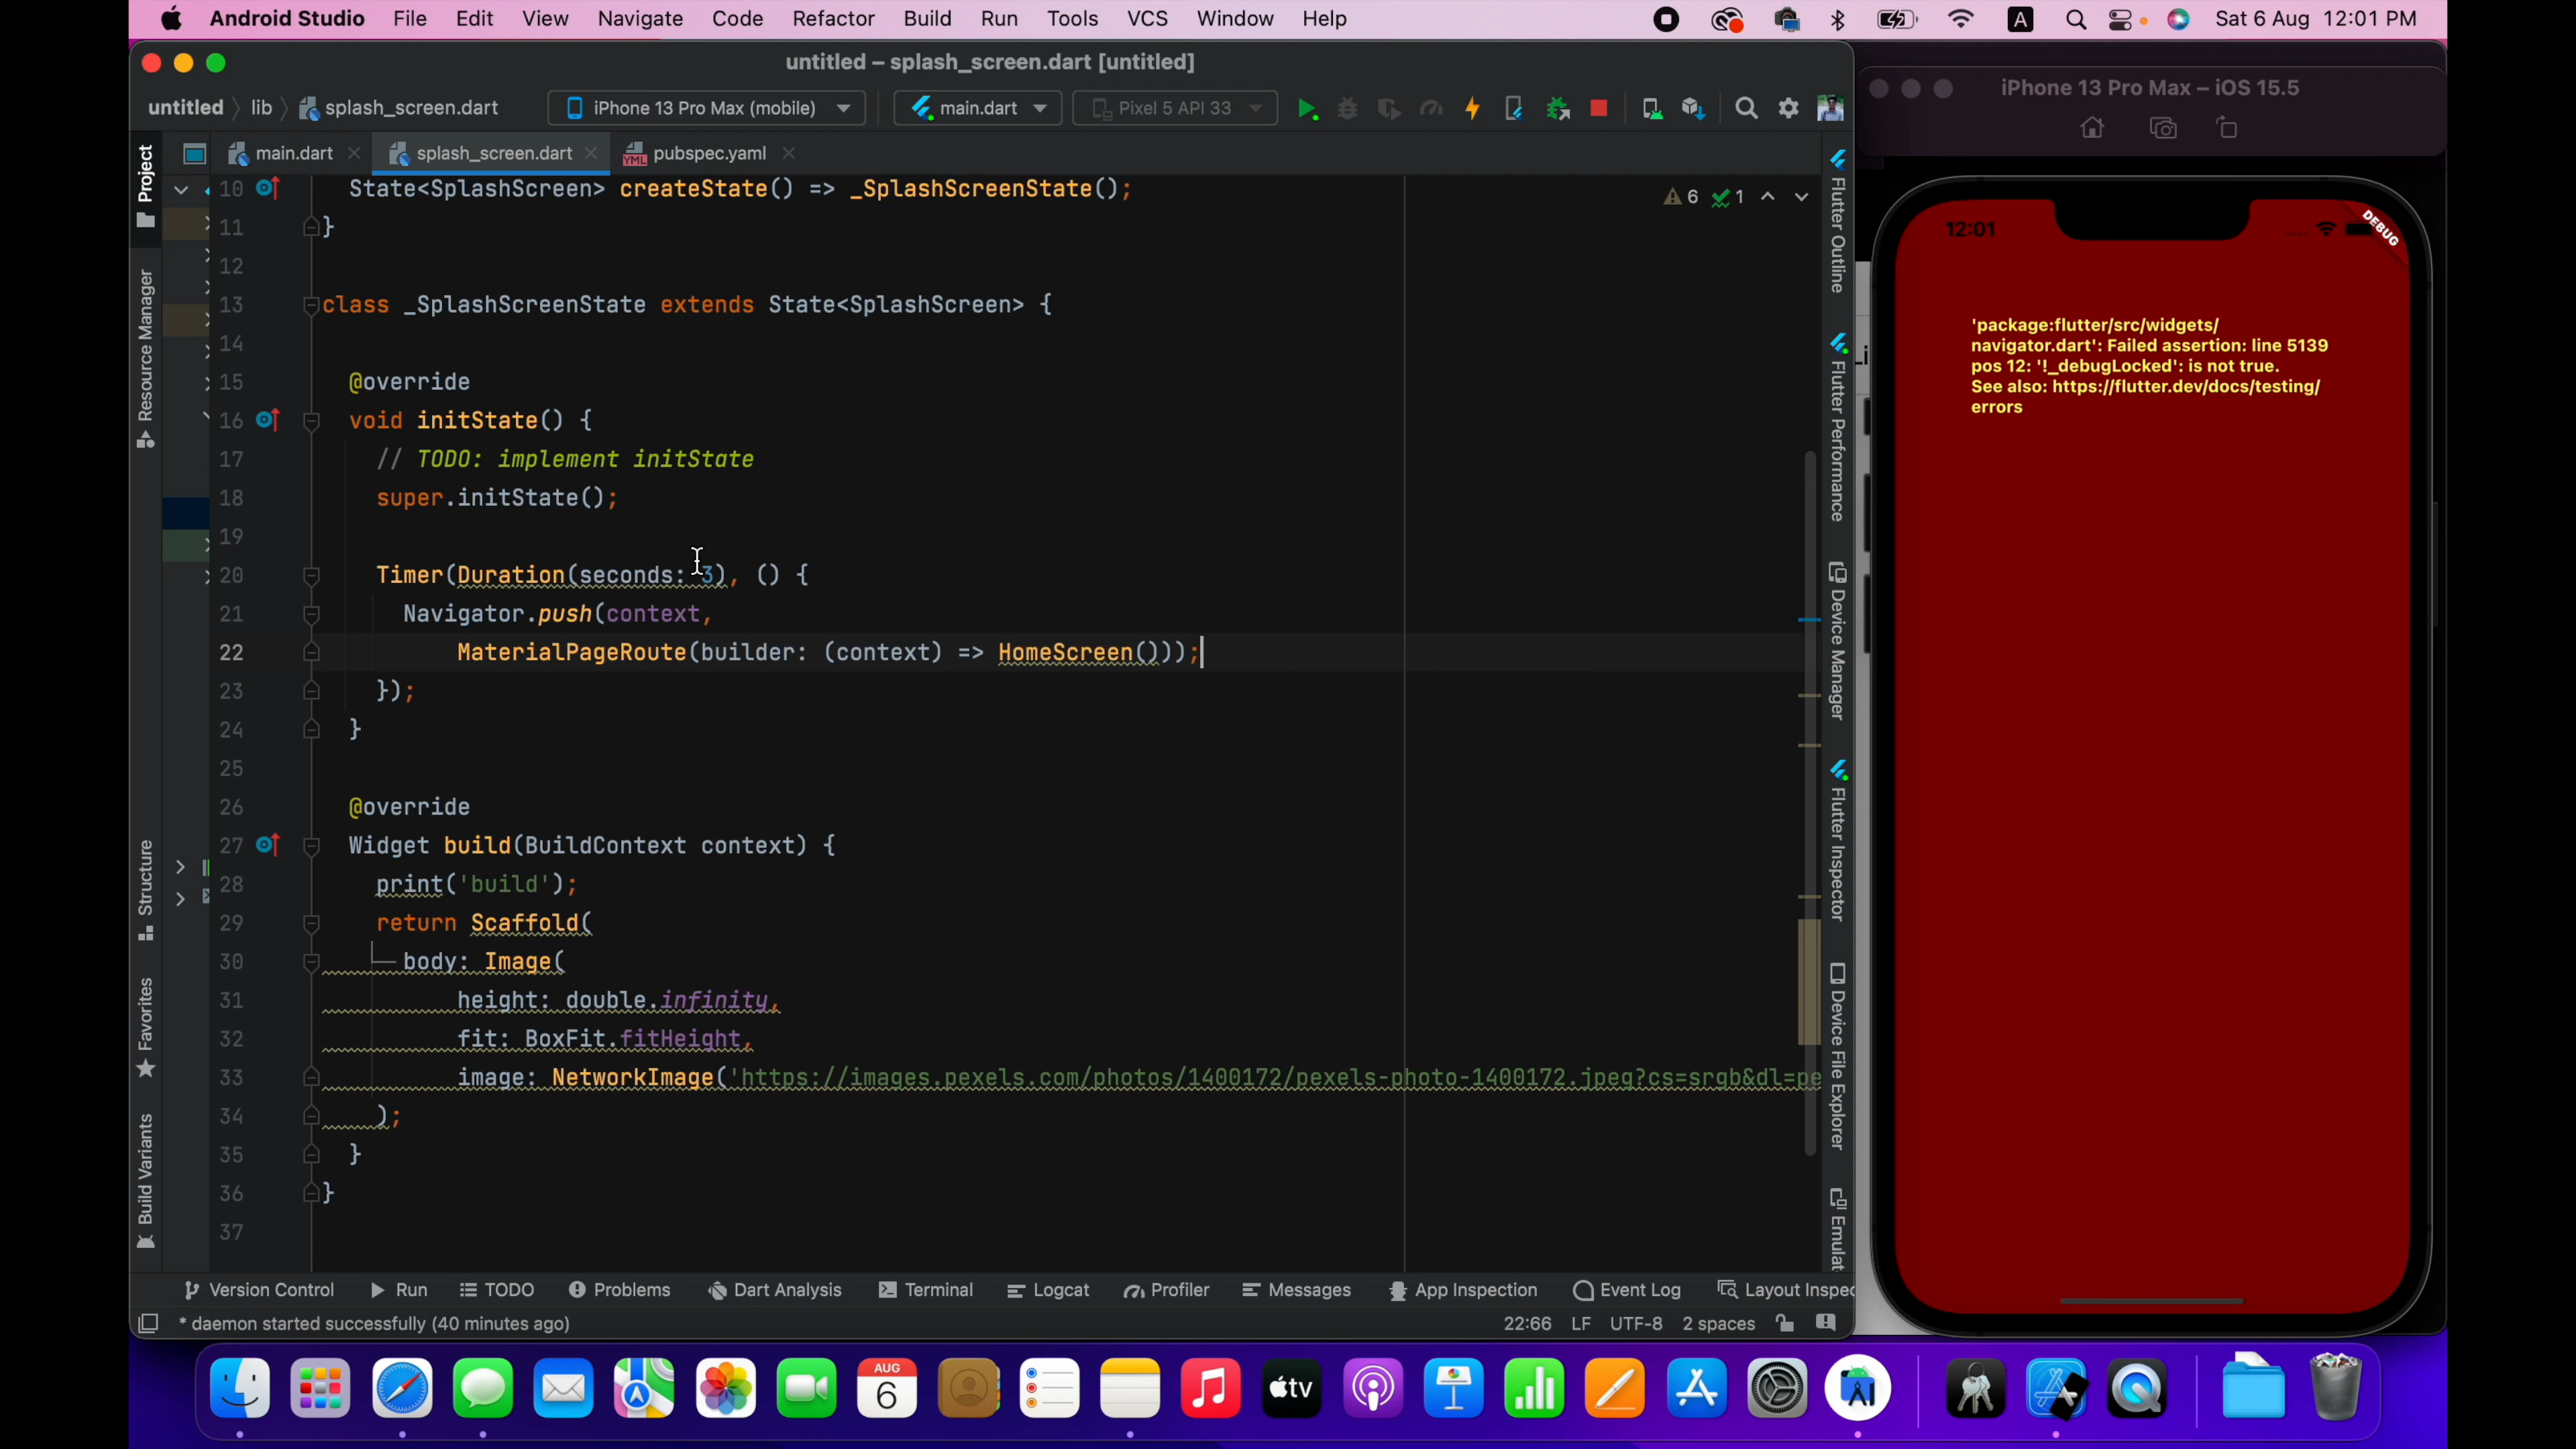 Android Studio File Edit View Navigate Code Refactor Build Run Tools VCS Window Help
A Sat 6 Aug 12:01 PM
untitled – splash_screen.dart [untitled]
untitled lib splash_screen.dart iPhone 13 Pro Max (mobile) main.dart Pixel 5 API 33
main.dart splash_screen.dart pubspec.yaml
10 State<SplashScreen> createState() => _SplashScreenState();
6 1
11 }
12
13 class _SplashScreenState extends State<SplashScreen> {
14
15 @override
16 void initState() {
17 // TODO: implement initState
18 super.initState();
19
20 Timer(Duration(seconds: 3), () {
21 Navigator.push(context,
22 MaterialPageRoute(builder: (context) => HomeScreen()));
23 });
24 }
25
26 @override
27 Widget build(BuildContext context) {
28 print('build');
29 return Scaffold(
30 body: Image(
31 height: double.infinity,
32 fit: BoxFit.fitHeight,
33 image: NetworkImage('https://images.pexels.com/photos/1400172/pexels-photo-1400172.jpeg?cs=srgb&dl=pe
34 );
35 }
36 }
37
Project
Resource Manager
Structure
Favorites
Build Variants
Flutter Outline
Flutter Performance
Device Manager
Flutter Inspector
Device File Explorer
Emulat
Version Control Run TODO Problems Dart Analysis Terminal Logcat Profiler Messages App Inspection Event Log Layout Inspec
* daemon started successfully (40 minutes ago) 22:66 LF UTF-8 2 spaces
iPhone 13 Pro Max – iOS 15.5
12:01
DEBUG
'package:flutter/src/widgets/
navigator.dart': Failed assertion: line 5139
pos 12: '!_debugLocked': is not true.
See also: https://flutter.dev/docs/testing/
errors
AUG
6
tv